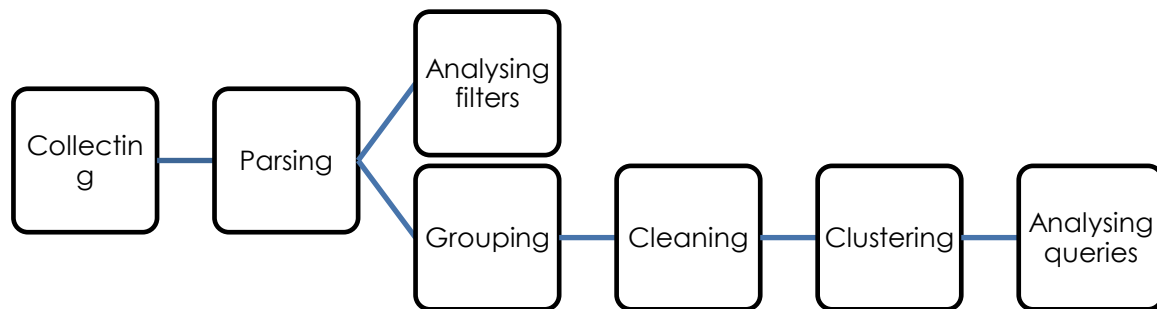 Collectin
g
Parsing
Analysing
filters
Grouping
Cleaning
Clustering
Analysing
queries